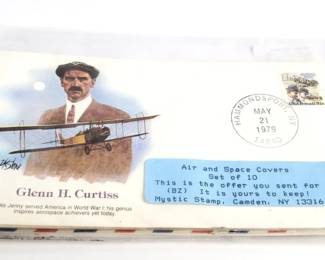 HAMMONDSPORT, NY
MAY
21
1979
14840
Glenn H. Curtiss
His Jenny served America in World War I; his genius
inspires aerospace achievers yet today.
Air and Space Covers
Set of 10
This is the offer you sent for
(BZ) It is yours to keep!
Mystic Stamp, Camden, NY 13316